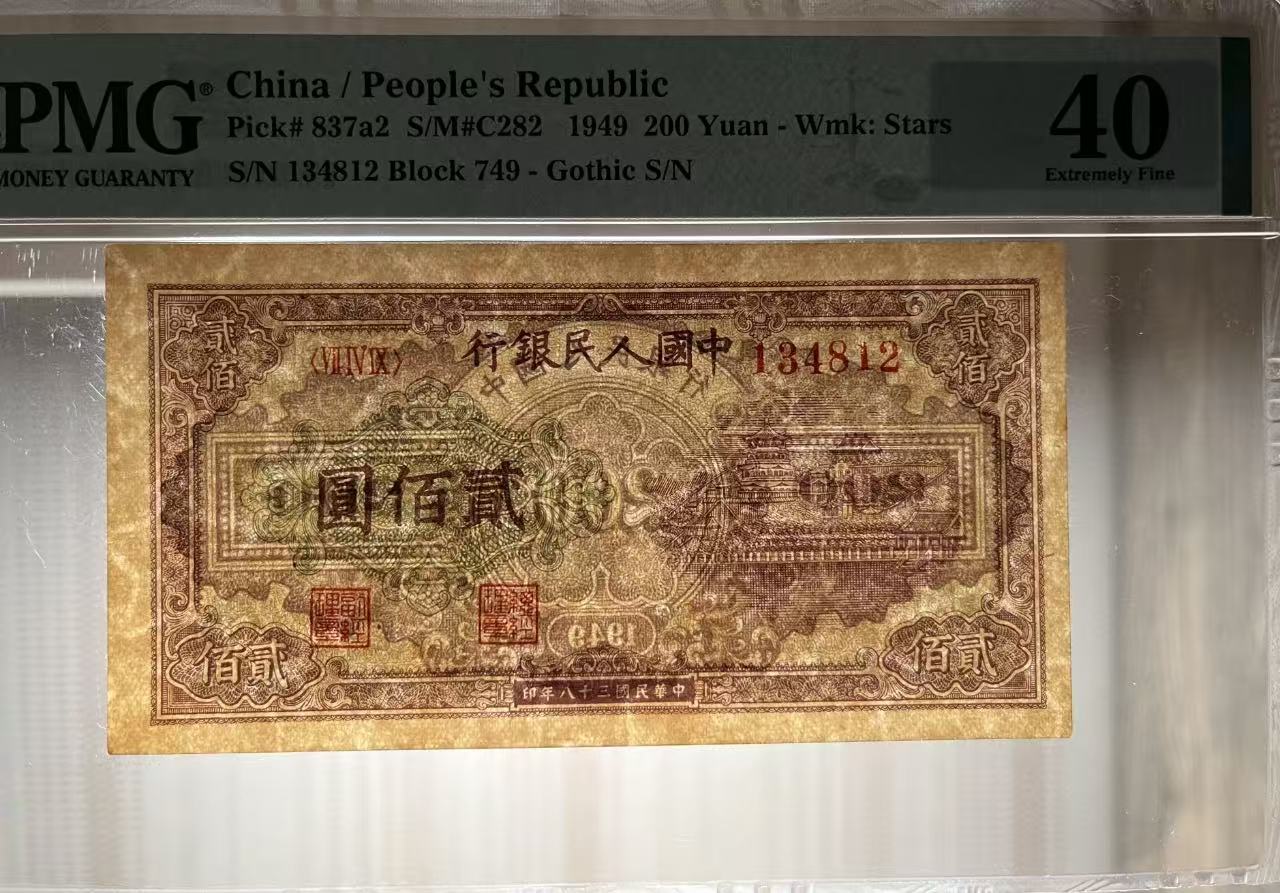 PMG®
MONEY GUARANTY
China / People's Republic
Pick# 837a2 S/M#C282 1949 200 Yuan - Wmk: Stars
S/N 134812 Block 749 - Gothic S/N
40
Extremely Fine
行銀民人國中
〈VII IV IX〉
134812
貳佰
貳佰
圓佰貳
1949
佰貳
佰貳
印年八十三國民華中